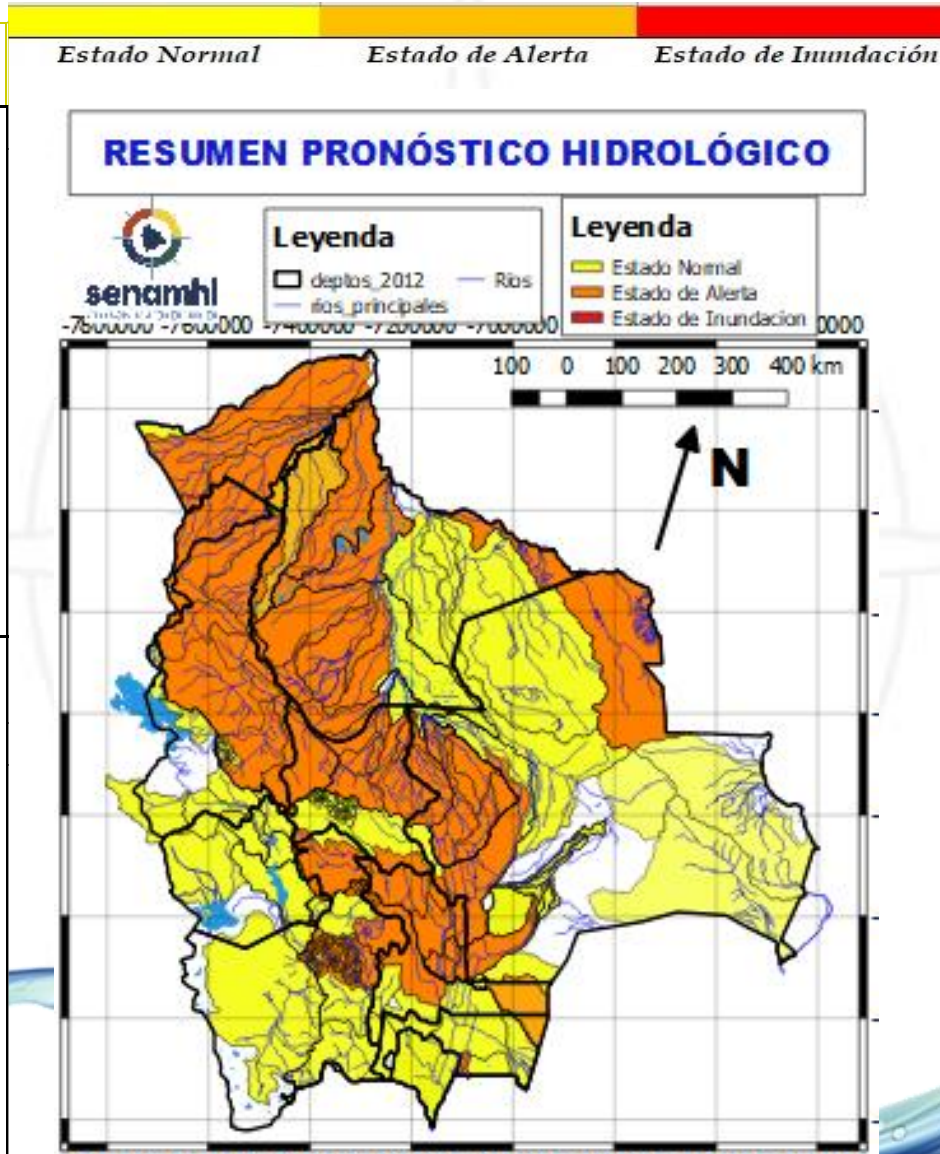 Estado Normal Estado de Alerta Estado de Inundación
RESUMEN PRONÓSTICO HIDROLÓGICO
senamhi
Leyenda
deptos_2012 Rios
rios_principales
Leyenda
Estado Normal
Estado de Alerta
Estado de Inundacion
-7800000 -7600000 -7400000 -7200000 -7000000
100 0 100 200 300 400 km
N